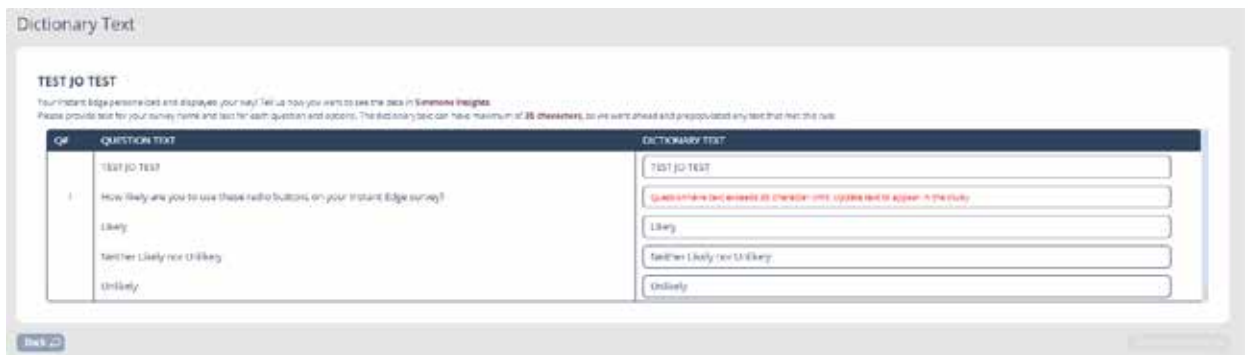 Dictionary Text
TEST JO TEST
Your Instant Edge personalized and displayed your way! Tell us how you want to see the data in Simmons Insights.
Please provide text for your survey name and text for each question and options. The dictionary text can have maximum of 35 characters, so we went ahead and prepopulated any text that met this rule.
Q# QUESTION TEXT DICTIONARY TEXT
TEST JO TEST TEST JO TEST
1 How likely are you to use these radio buttons on your Instant Edge survey? Questionnaire text exceeds 35 character limit. Update text to appear in the study
Likely Likely
Neither Likely nor Unlikely Neither Likely nor Unlikely
Unlikely Unlikely
Back